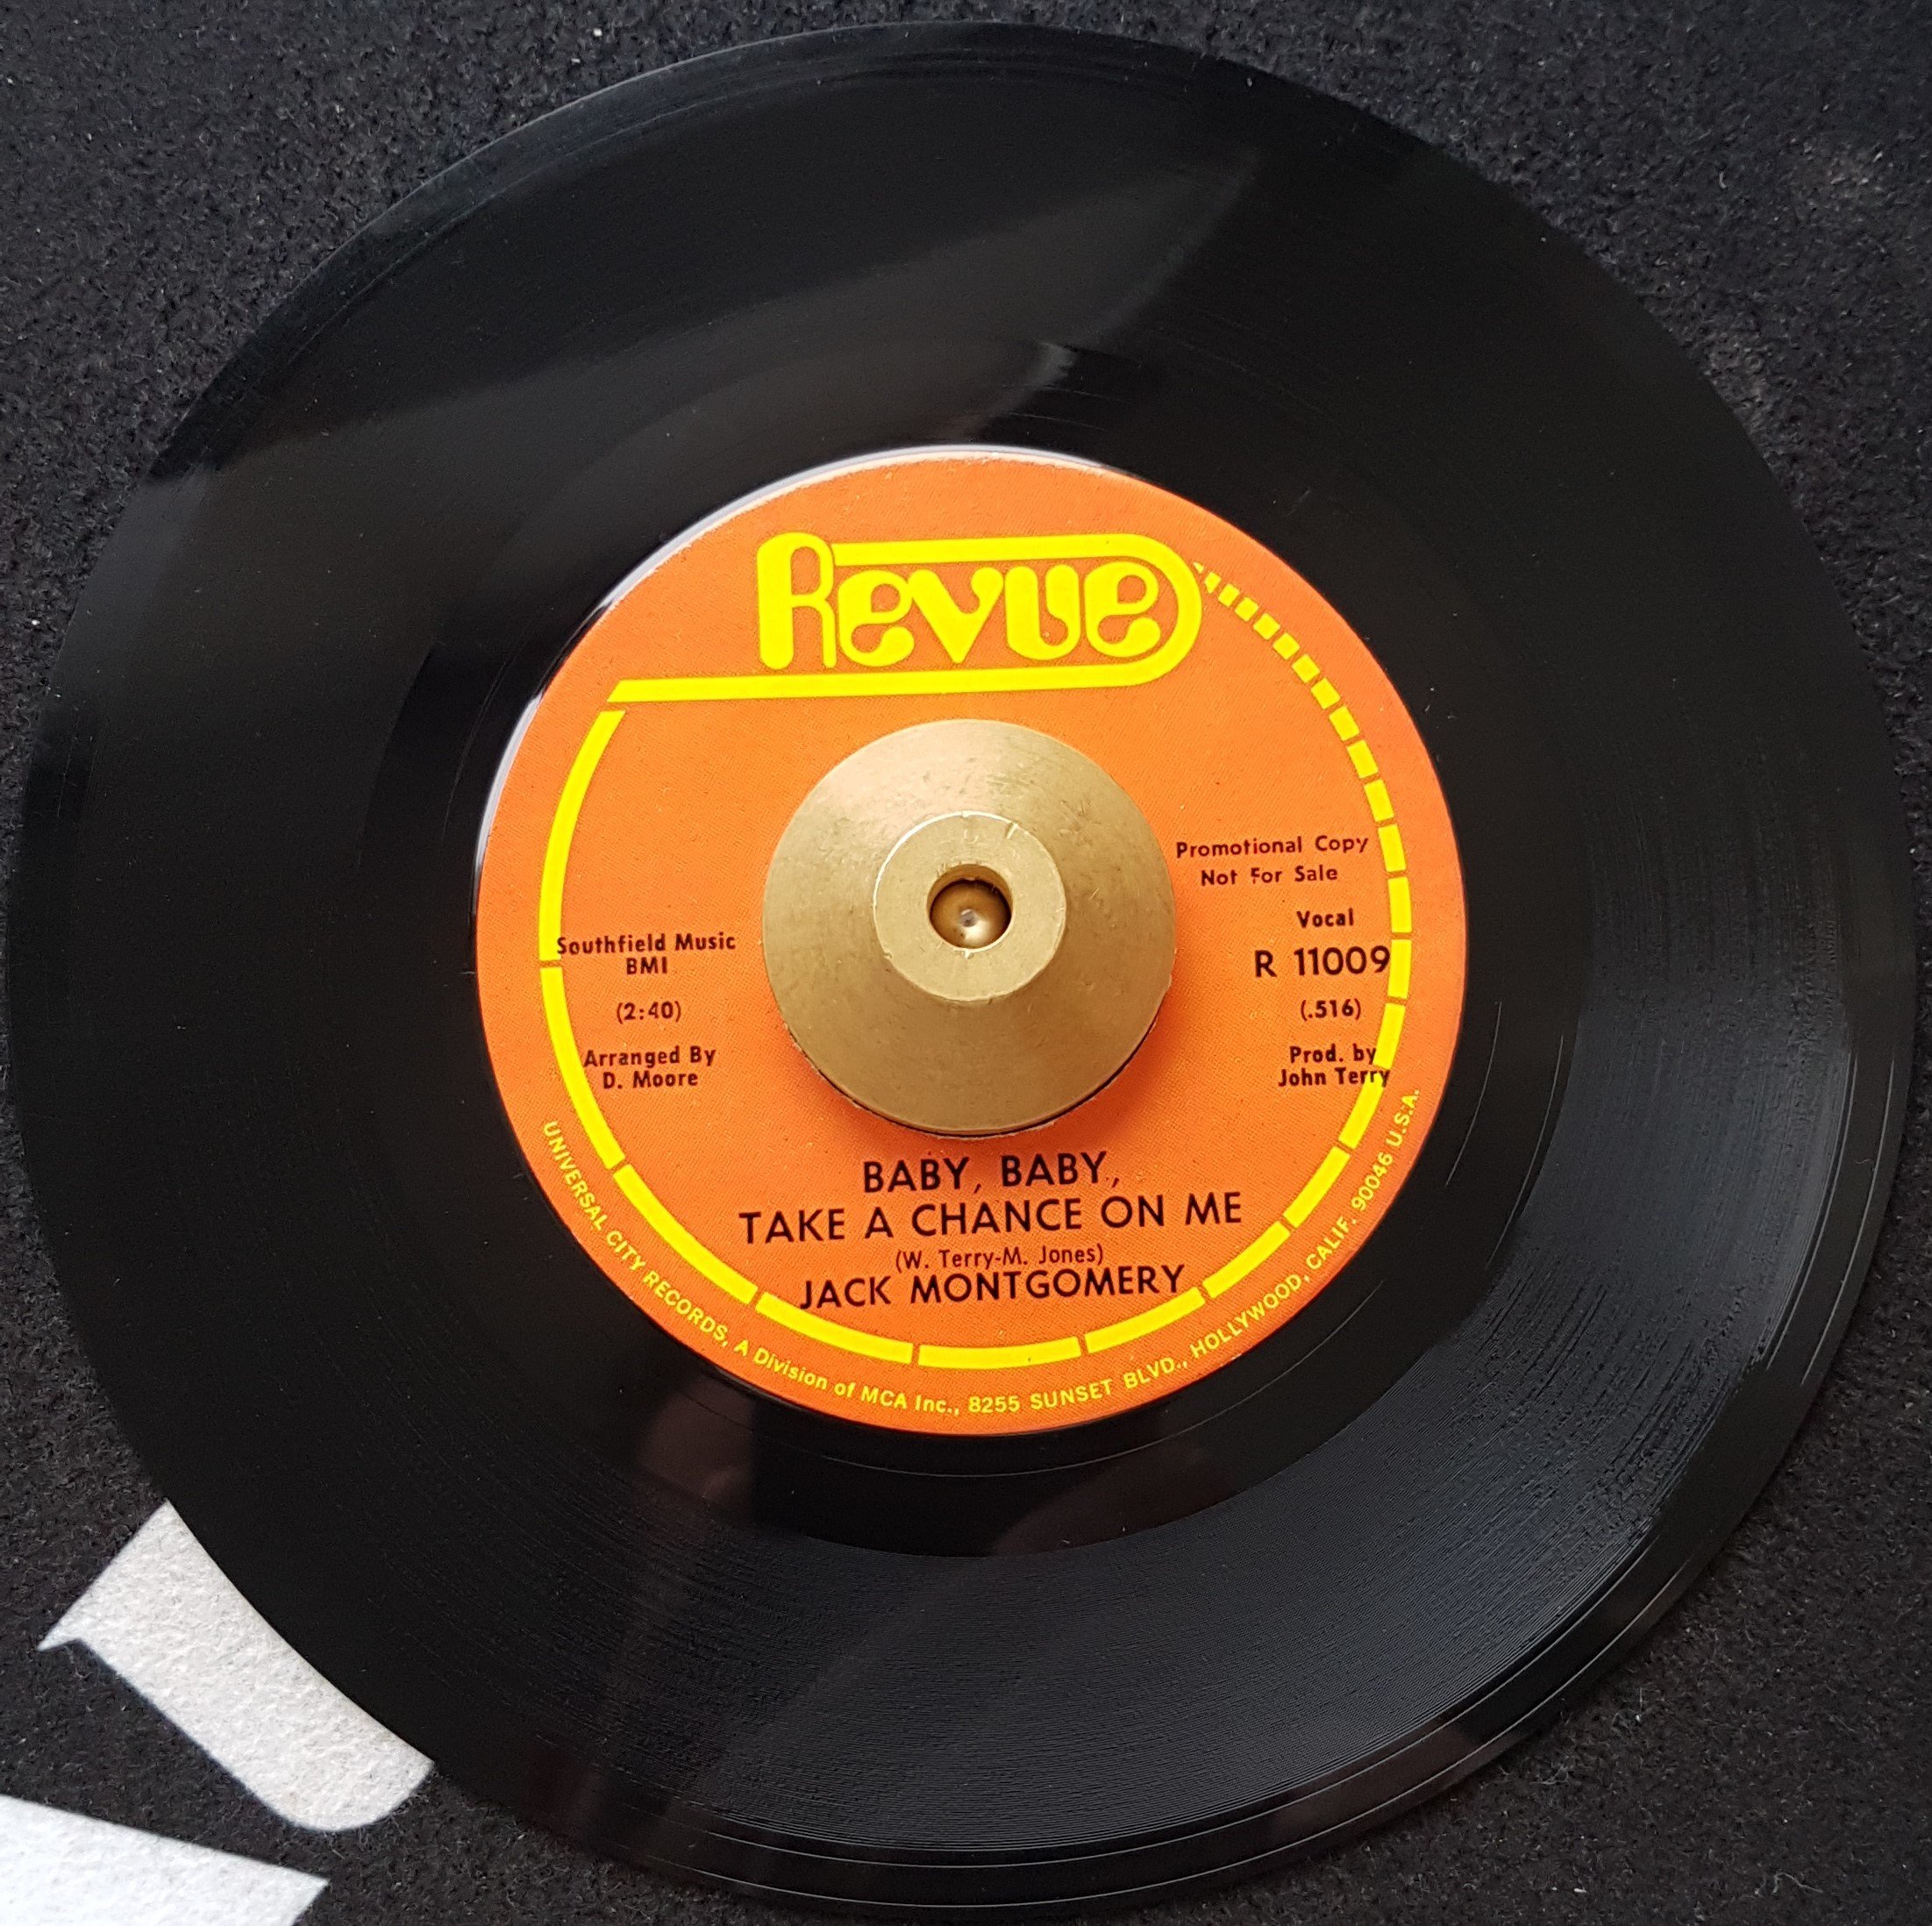 Revue
Promotional Copy
Not For Sale
Vocal
R 11009
(.516)
Prod. by
John Terry
Southfield Music
BMI
(2:40)
Arranged By
D. Moore
BABY, BABY,
TAKE A CHANCE ON ME
(W. Terry-M. Jones)
JACK MONTGOMERY
UNIVERSAL CITY RECORDS, A Division of MCA Inc., 8255 SUNSET BLVD., HOLLYWOOD, CALIF. 90046 U.S.A.